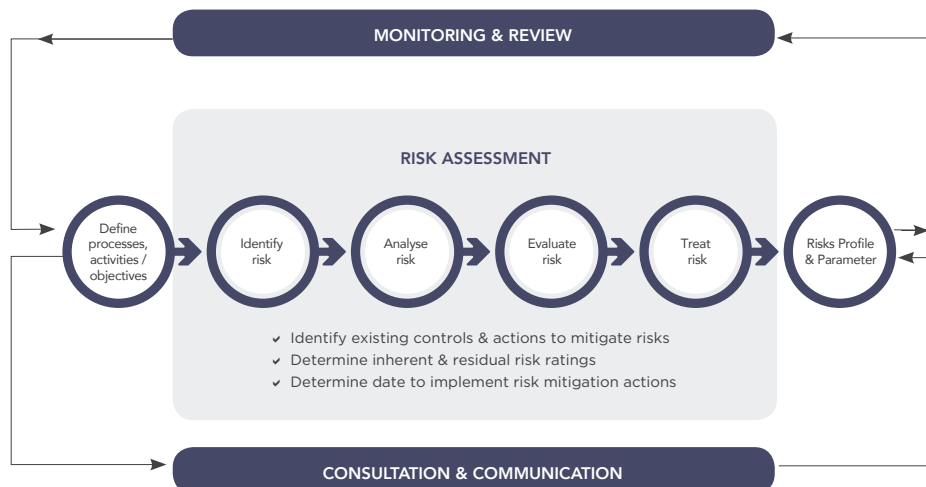 MONITORING & REVIEW
RISK ASSESSMENT
Define
processes,
activities /
objectives
Identify
risk
Analyse
risk
Evaluate
risk
Treat
risk
Risks Profile
& Parameter
Identify existing controls & actions to mitigate risks
Determine inherent & residual risk ratings
Determine date to implement risk mitigation actions
CONSULTATION & COMMUNICATION